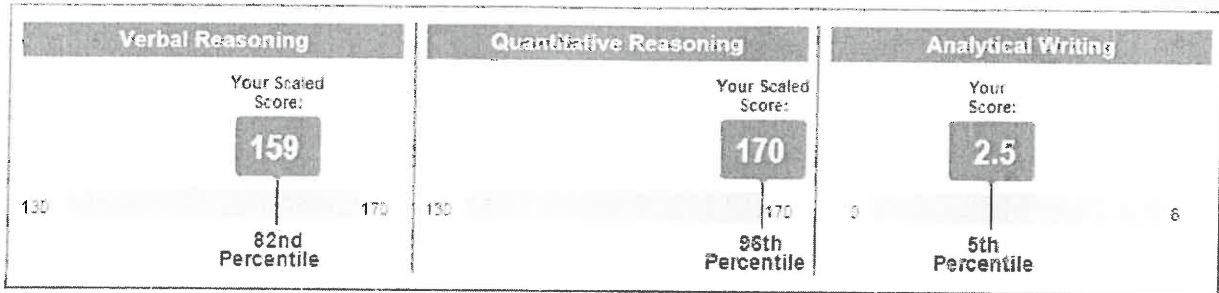 Verbal Reasoning
Your Scaled
Score:
159
130
170
82nd
Percentile
Quantitative Reasoning
Your Scaled
Score:
170
130
170
Percentile
Analytical Writing
Your
Score:
2.5
0
6
5th
Percentile